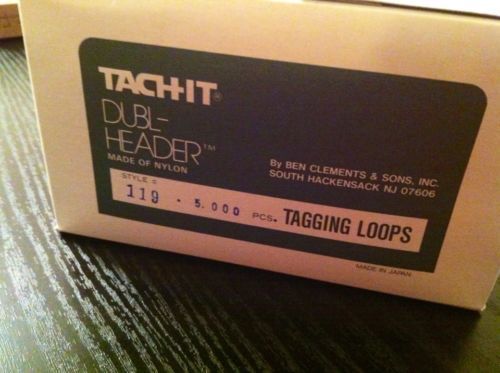 TACH-IT®
DUBL-
HEADER™
MADE OF NYLON
By BEN CLEMENTS & SONS, INC.
SOUTH HACKENSACK NJ 07606
STYLE #
119 - 5,000 PCS. TAGGING LOOPS
MADE IN JAPAN